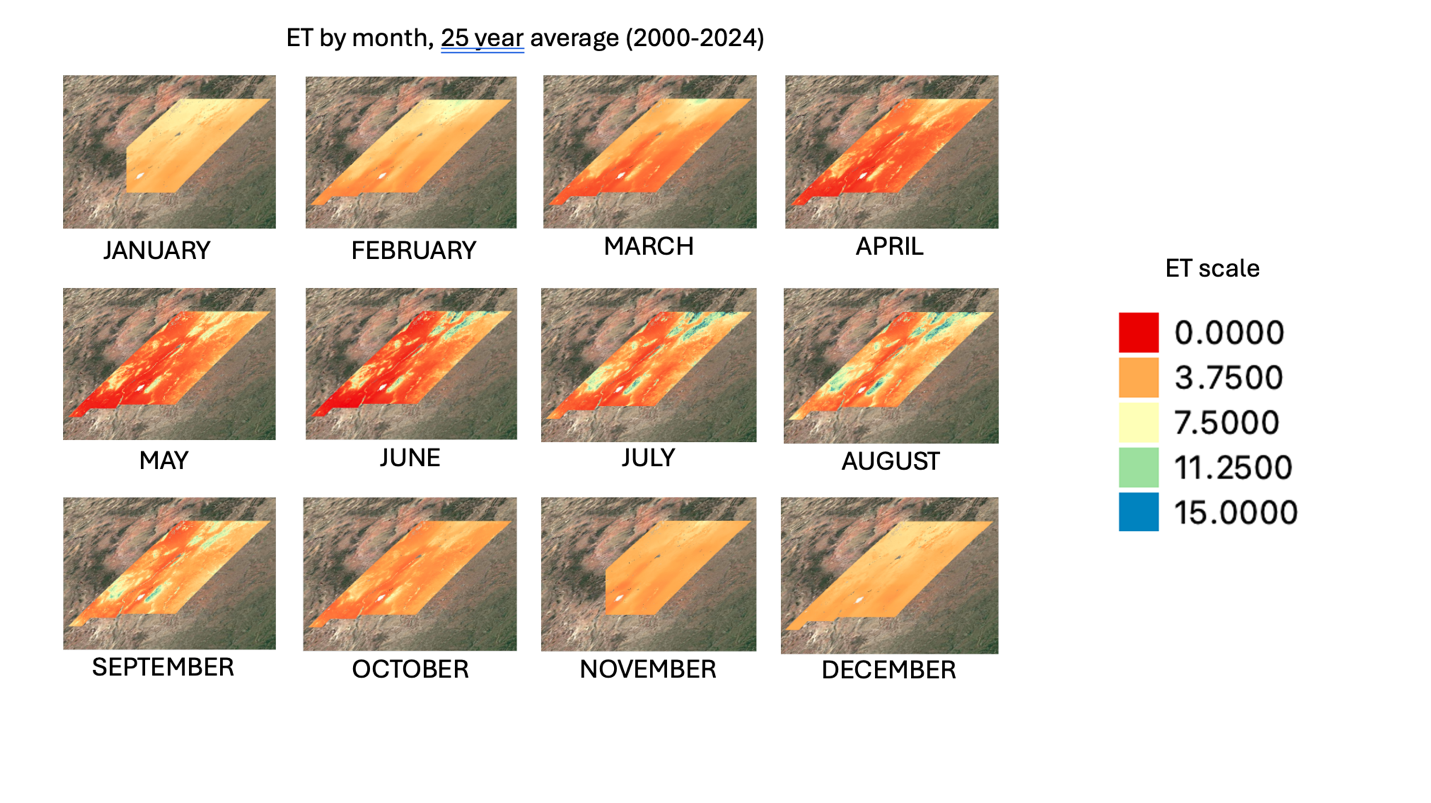 ET by month, 25 year average (2000-2024)
JANUARY
FEBRUARY
MARCH
APRIL
MAY
JUNE
JULY
AUGUST
SEPTEMBER
OCTOBER
NOVEMBER
DECEMBER
ET scale
0.0000
3.7500
7.5000
11.2500
15.0000